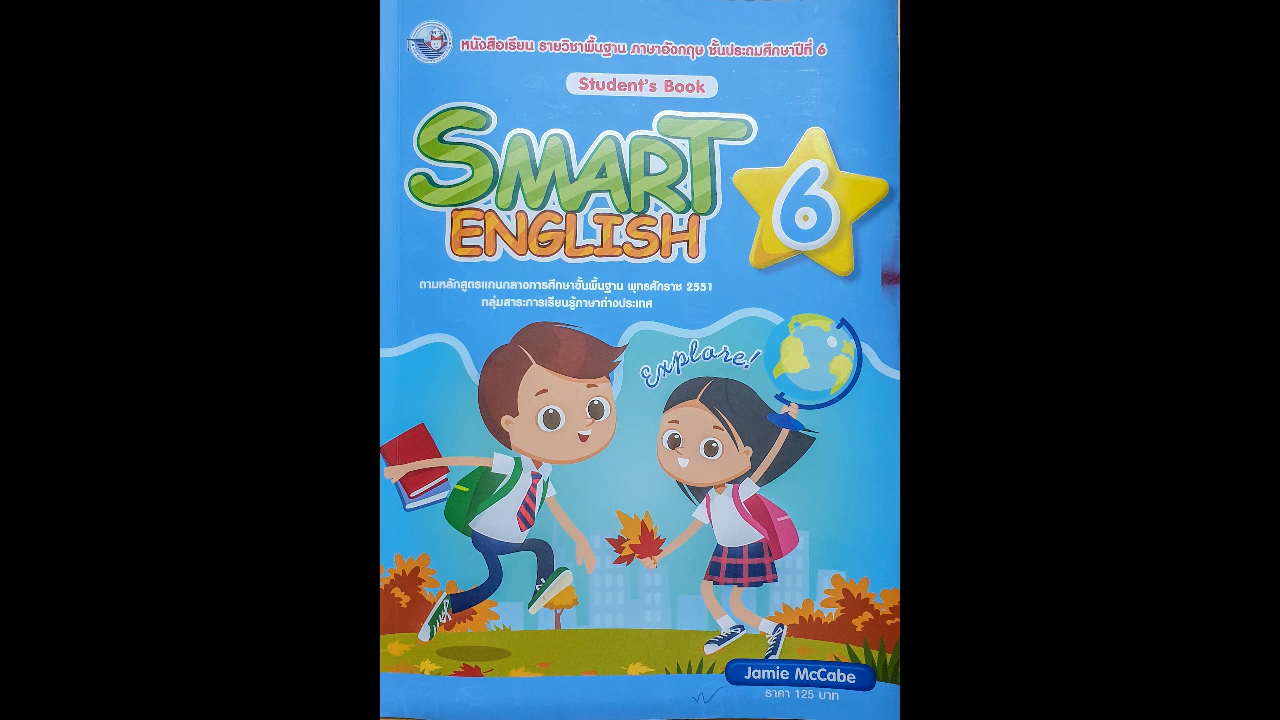 หนังสือเรียน รายวิชาพื้นฐาน ภาษาอังกฤษ ชั้นประถมศึกษาปีที่ 6
Student's Book
SMART
ENGLISH
6
ตามหลักสูตรแกนกลางการศึกษาขั้นพื้นฐาน พุทธศักราช 2551
กลุ่มสาระการเรียนรู้ภาษาต่างประเทศ
Explore!
Jamie McCabe
ราคา 125 บาท